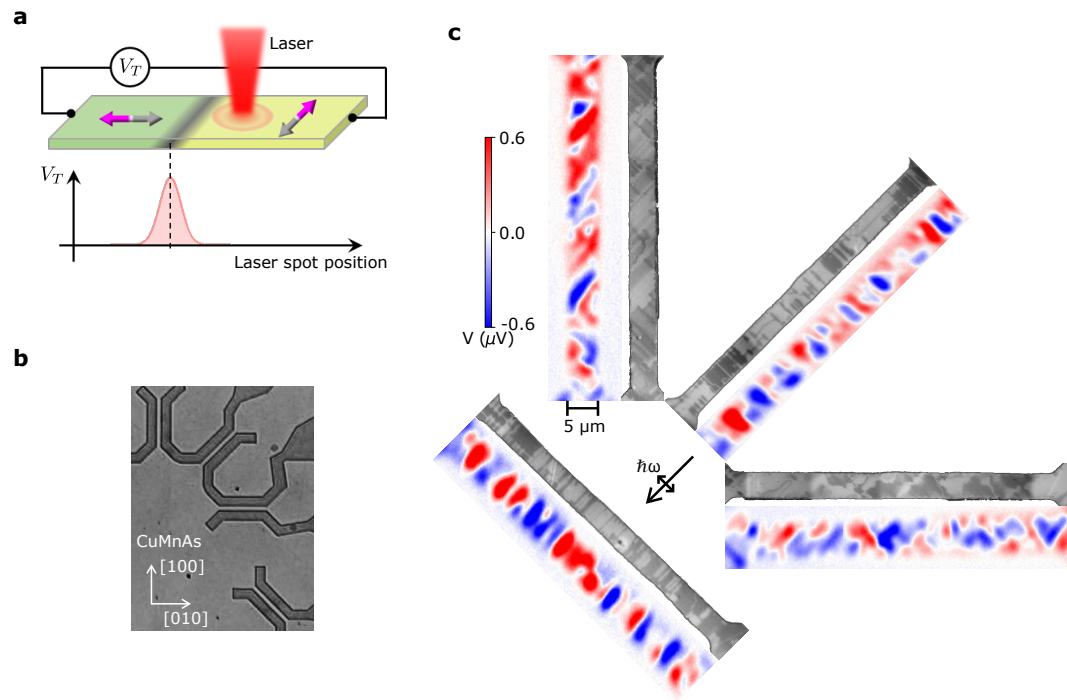 a
Laser
V_T
V_T
Laser spot position
b
CuMnAs
[100]
[010]
c
0.6
0.0
-0.6
V (μV)
5 μm
ħω